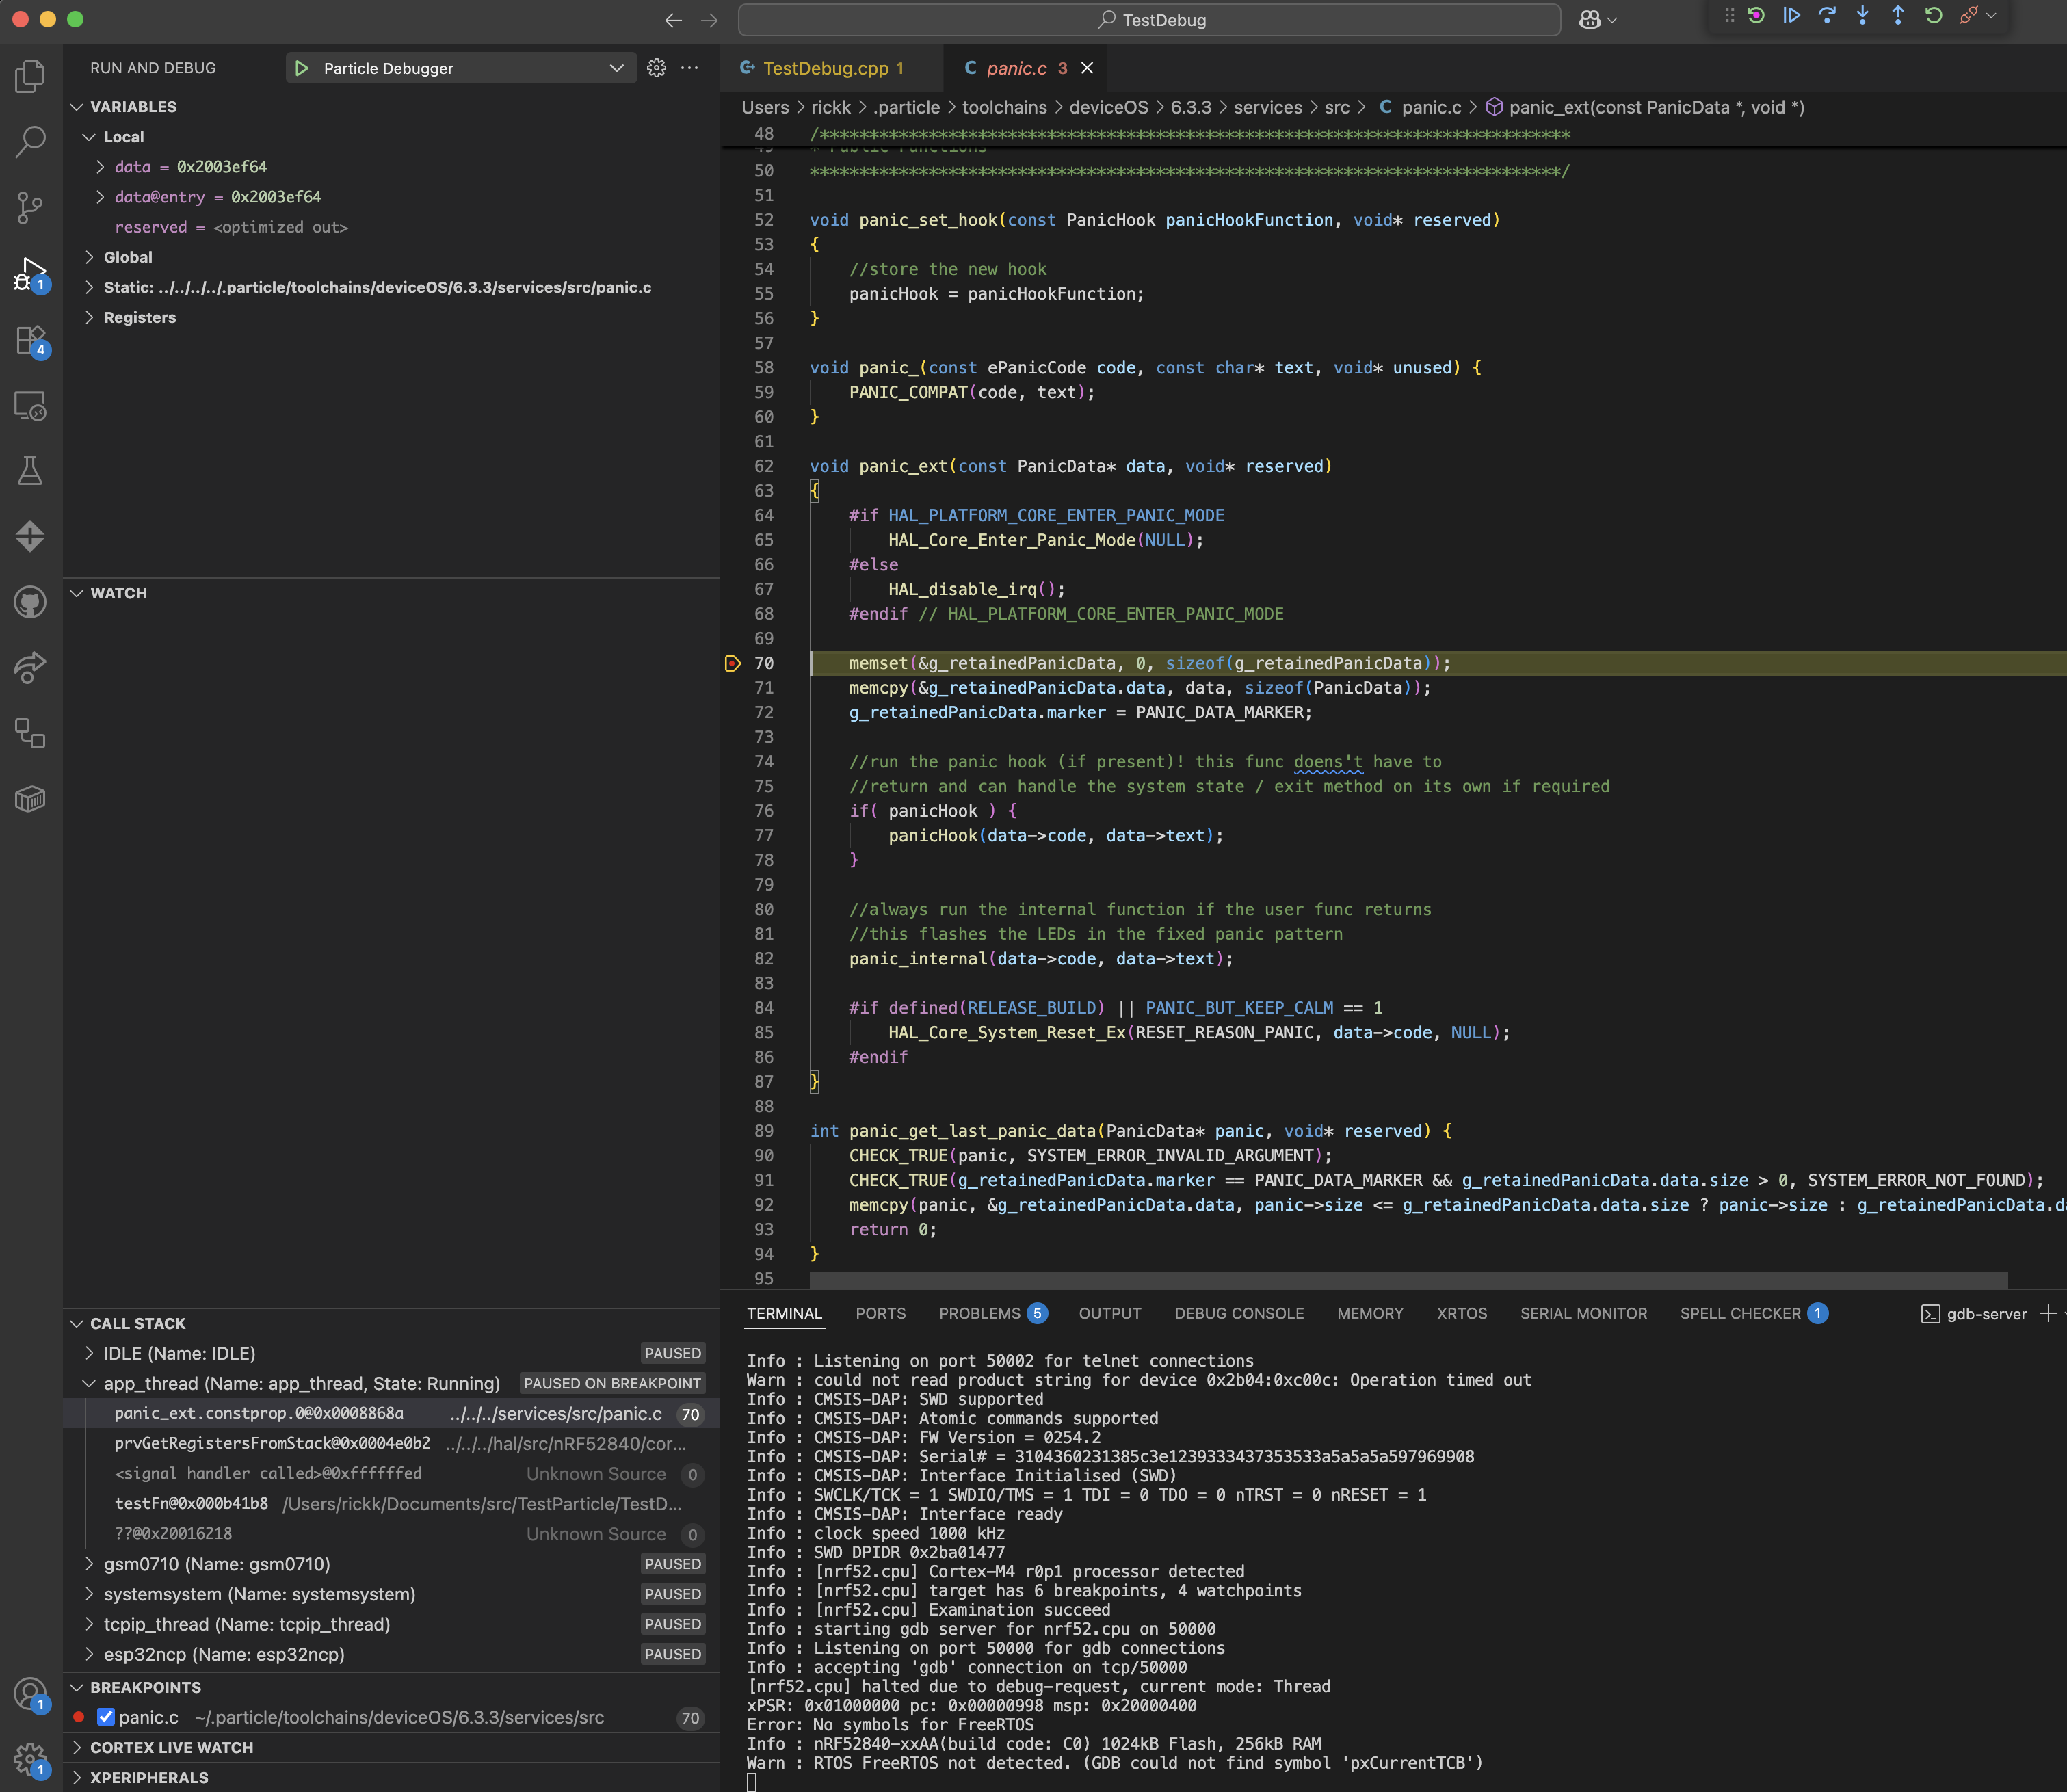 TestDebug
RUN AND DEBUG
Particle Debugger
VARIABLES
Local
data = 0x2003ef64
data@entry = 0x2003ef64
reserved = <optimized out>
Global
Static: ../../../../.particle/toolchains/deviceOS/6.3.3/services/src/panic.c
Registers
1
4
WATCH
CALL STACK
IDLE (Name: IDLE) PAUSED
app_thread (Name: app_thread, State: Running) PAUSED ON BREAKPOINT
panic_ext.constprop.0@0x0008868a ../../../services/src/panic.c 70
prvGetRegistersFromStack@0x0004e0b2 ../../../hal/src/nRF52840/cor...
<signal handler called>@0xffffffed Unknown Source 0
testFn@0x000b41b8 /Users/rickk/Documents/src/TestParticle/TestD...
??@0x20016218 Unknown Source 0
gsm0710 (Name: gsm0710) PAUSED
systemsystem (Name: systemsystem) PAUSED
tcpip_thread (Name: tcpip_thread) PAUSED
esp32ncp (Name: esp32ncp) PAUSED
BREAKPOINTS
panic.c ~/.particle/toolchains/deviceOS/6.3.3/services/src 70
CORTEX LIVE WATCH
XPERIPHERALS
1
1
TestDebug.cpp 1
C panic.c 3
Users > rickk > .particle > toolchains > deviceOS > 6.3.3 > services > src > C panic.c > panic_ext(const PanicData *, void *)
48 /****************************************************************************
49 * Public Functions
50 ****************************************************************************/
51
52 void panic_set_hook(const PanicHook panicHookFunction, void* reserved)
53 {
54 //store the new hook
55 panicHook = panicHookFunction;
56 }
57
58 void panic_(const ePanicCode code, const char* text, void* unused) {
59 PANIC_COMPAT(code, text);
60 }
61
62 void panic_ext(const PanicData* data, void* reserved)
63 {
64 #if HAL_PLATFORM_CORE_ENTER_PANIC_MODE
65 HAL_Core_Enter_Panic_Mode(NULL);
66 #else
67 HAL_disable_irq();
68 #endif // HAL_PLATFORM_CORE_ENTER_PANIC_MODE
69
70 memset(&g_retainedPanicData, 0, sizeof(g_retainedPanicData));
71 memcpy(&g_retainedPanicData.data, data, sizeof(PanicData));
72 g_retainedPanicData.marker = PANIC_DATA_MARKER;
73
74 //run the panic hook (if present)! this func doens't have to
75 //return and can handle the system state / exit method on its own if required
76 if( panicHook ) {
77 panicHook(data->code, data->text);
78 }
79
80 //always run the internal function if the user func returns
81 //this flashes the LEDs in the fixed panic pattern
82 panic_internal(data->code, data->text);
83
84 #if defined(RELEASE_BUILD) || PANIC_BUT_KEEP_CALM == 1
85 HAL_Core_System_Reset_Ex(RESET_REASON_PANIC, data->code, NULL);
86 #endif
87 }
88
89 int panic_get_last_panic_data(PanicData* panic, void* reserved) {
90 CHECK_TRUE(panic, SYSTEM_ERROR_INVALID_ARGUMENT);
91 CHECK_TRUE(g_retainedPanicData.marker == PANIC_DATA_MARKER && g_retainedPanicData.data.size > 0, SYSTEM_ERROR_NOT_FOUND);
92 memcpy(panic, &g_retainedPanicData.data, panic->size <= g_retainedPanicData.data.size ? panic->size : g_retainedPanicData.da
93 return 0;
94 }
95
TERMINAL PORTS PROBLEMS 5 OUTPUT DEBUG CONSOLE MEMORY XRTOS SERIAL MONITOR SPELL CHECKER 1 gdb-server
Info : Listening on port 50002 for telnet connections
Warn : could not read product string for device 0x2b04:0xc00c: Operation timed out
Info : CMSIS-DAP: SWD supported
Info : CMSIS-DAP: Atomic commands supported
Info : CMSIS-DAP: FW Version = 0254.2
Info : CMSIS-DAP: Serial# = 3104360231385c3e1239333437353533a5a5a5a597969908
Info : CMSIS-DAP: Interface Initialised (SWD)
Info : SWCLK/TCK = 1 SWDIO/TMS = 1 TDI = 0 TDO = 0 nTRST = 0 nRESET = 1
Info : CMSIS-DAP: Interface ready
Info : clock speed 1000 kHz
Info : SWD DPIDR 0x2ba01477
Info : [nrf52.cpu] Cortex-M4 r0p1 processor detected
Info : [nrf52.cpu] target has 6 breakpoints, 4 watchpoints
Info : [nrf52.cpu] Examination succeed
Info : starting gdb server for nrf52.cpu on 50000
Info : Listening on port 50000 for gdb connections
Info : accepting 'gdb' connection on tcp/50000
[nrf52.cpu] halted due to debug-request, current mode: Thread
xPSR: 0x01000000 pc: 0x00000998 msp: 0x20000400
Error: No symbols for FreeRTOS
Info : nRF52840-xxAA(build code: C0) 1024kB Flash, 256kB RAM
Warn : RTOS FreeRTOS not detected. (GDB could not find symbol 'pxCurrentTCB')